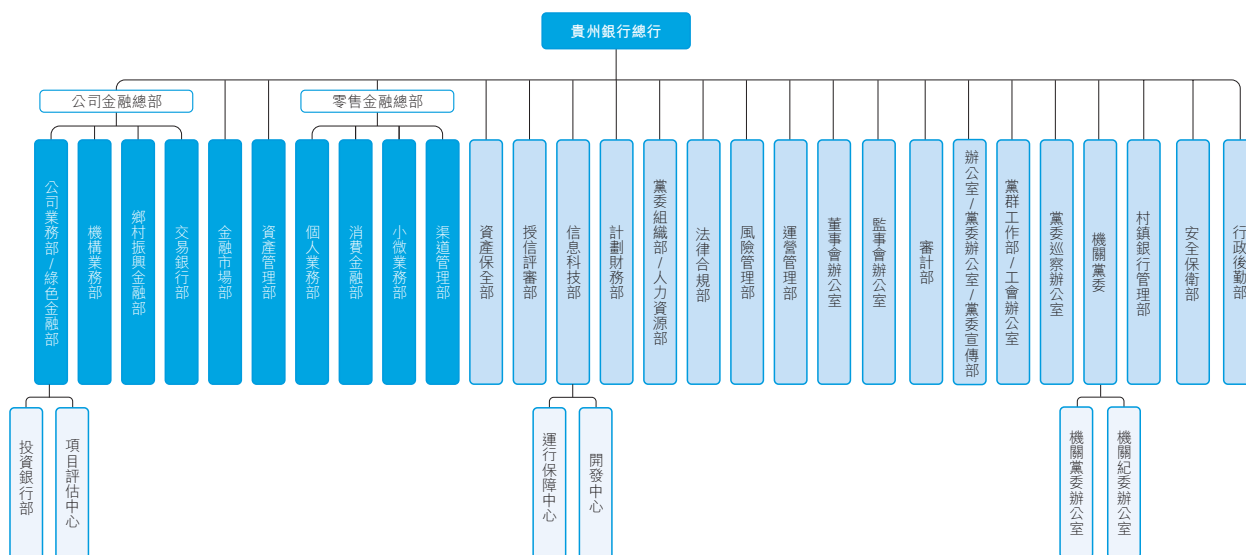 貴州銀行總行
公司金融總部
零售金融總部
公司業務部/綠色金融部
機構業務部
鄉村振興金融部
交易銀行部
金融市場部
資產管理部
個人業務部
消費金融部
小微業務部
渠道管理部
資產保全部
授信評審部
信息科技部
計劃財務部
黨委組織部/人力資源部
法律合規部
風險管理部
運營管理部
董事會辦公室
監事會辦公室
審計部
辦公室/黨委辦公室/黨委宣傳部
黨群工作部/工會辦公室
黨委巡察辦公室
機關黨委
村鎮銀行管理部
安全保衛部
行政後勤部
投資銀行部
項目評估中心
運行保障中心
開發中心
機關黨委辦公室
機關紀委辦公室